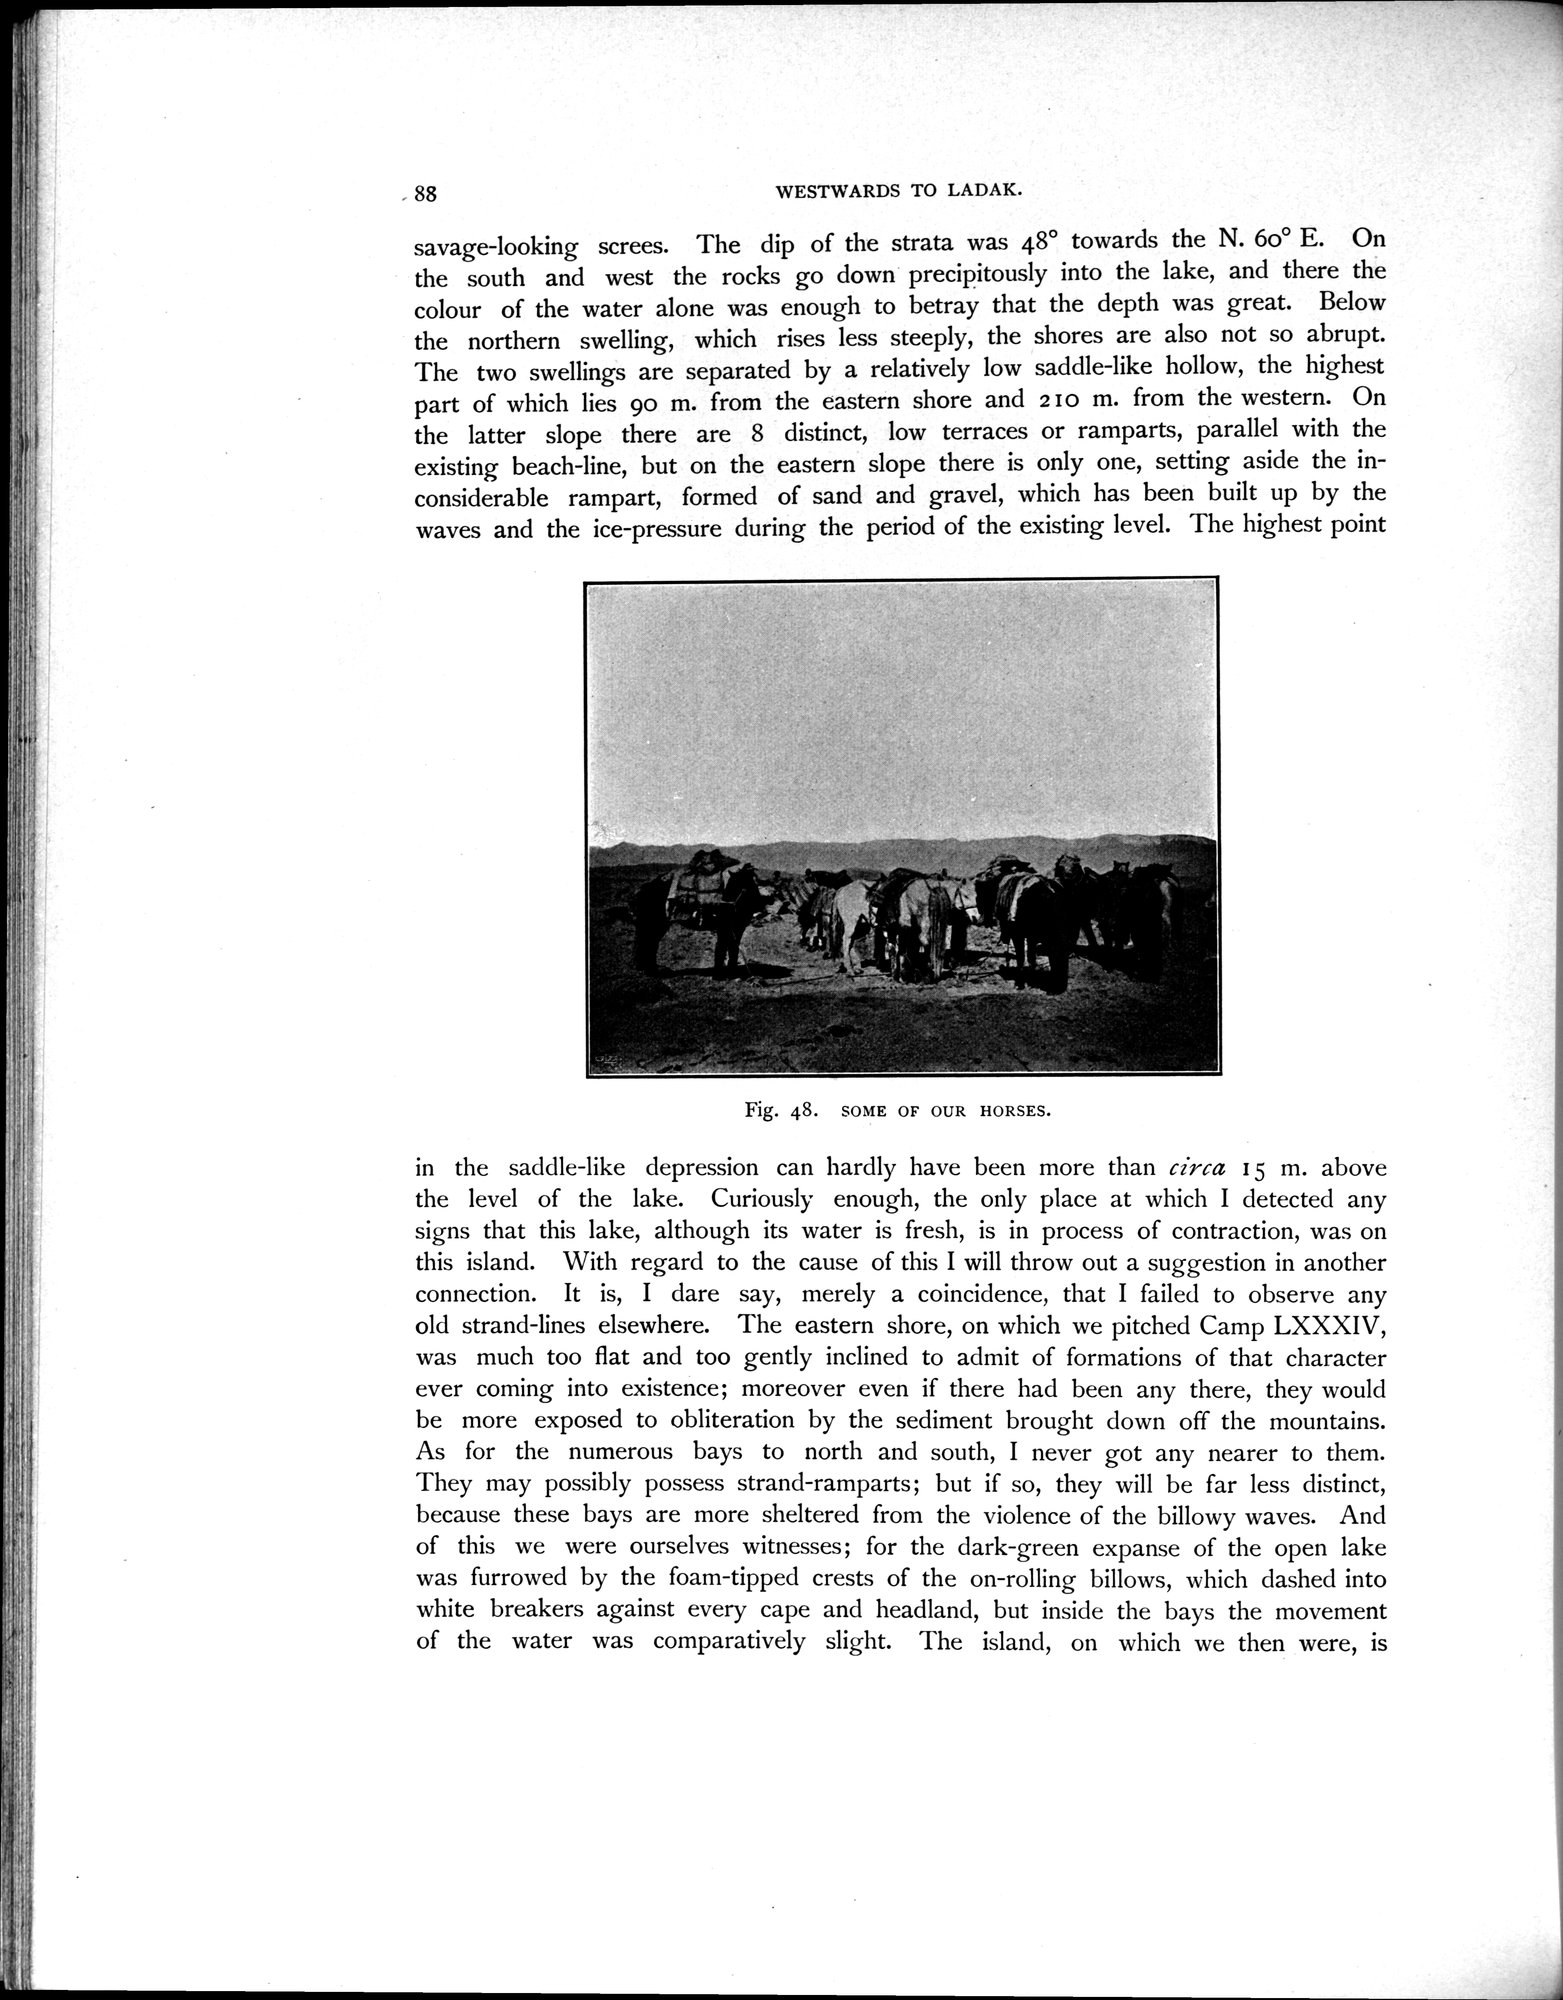 88
WESTWARDS TO LADAK.
savage-looking screes. The dip of the strata was 48° towards the N. 60° E. On
the south and west the rocks go down precipitously into the lake, and there the
colour of the water alone was enough to betray that the depth was great. Below
the northern swelling, which rises less steeply, the shores are also not so abrupt.
The two swellings are separated by a relatively low saddle-like hollow, the highest
part of which lies 90 m. from the eastern shore and 210 m. from the western. On
the latter slope there are 8 distinct, low terraces or ramparts, parallel with the
existing beach-line, but on the eastern slope there is only one, setting aside the in-
considerable rampart, formed of sand and gravel, which has been built up by the
waves and the ice-pressure during the period of the existing level. The highest point
Fig. 48. SOME OF OUR HORSES.
in the saddle-like depression can hardly have been more than circa 15 m. above
the level of the lake. Curiously enough, the only place at which I detected any
signs that this lake, although its water is fresh, is in process of contraction, was on
this island. With regard to the cause of this I will throw out a suggestion in another
connection. It is, I dare say, merely a coincidence, that I failed to observe any
old strand-lines elsewhere. The eastern shore, on which we pitched Camp LXXXIV,
was much too flat and too gently inclined to admit of formations of that character
ever coming into existence; moreover even if there had been any there, they would
be more exposed to obliteration by the sediment brought down off the mountains.
As for the numerous bays to north and south, I never got any nearer to them.
They may possibly possess strand-ramparts; but if so, they will be far less distinct,
because these bays are more sheltered from the violence of the billowy waves. And
of this we were ourselves witnesses; for the dark-green expanse of the open lake
was furrowed by the foam-tipped crests of the on-rolling billows, which dashed into
white breakers against every cape and headland, but inside the bays the movement
of the water was comparatively slight. The island, on which we then were, is